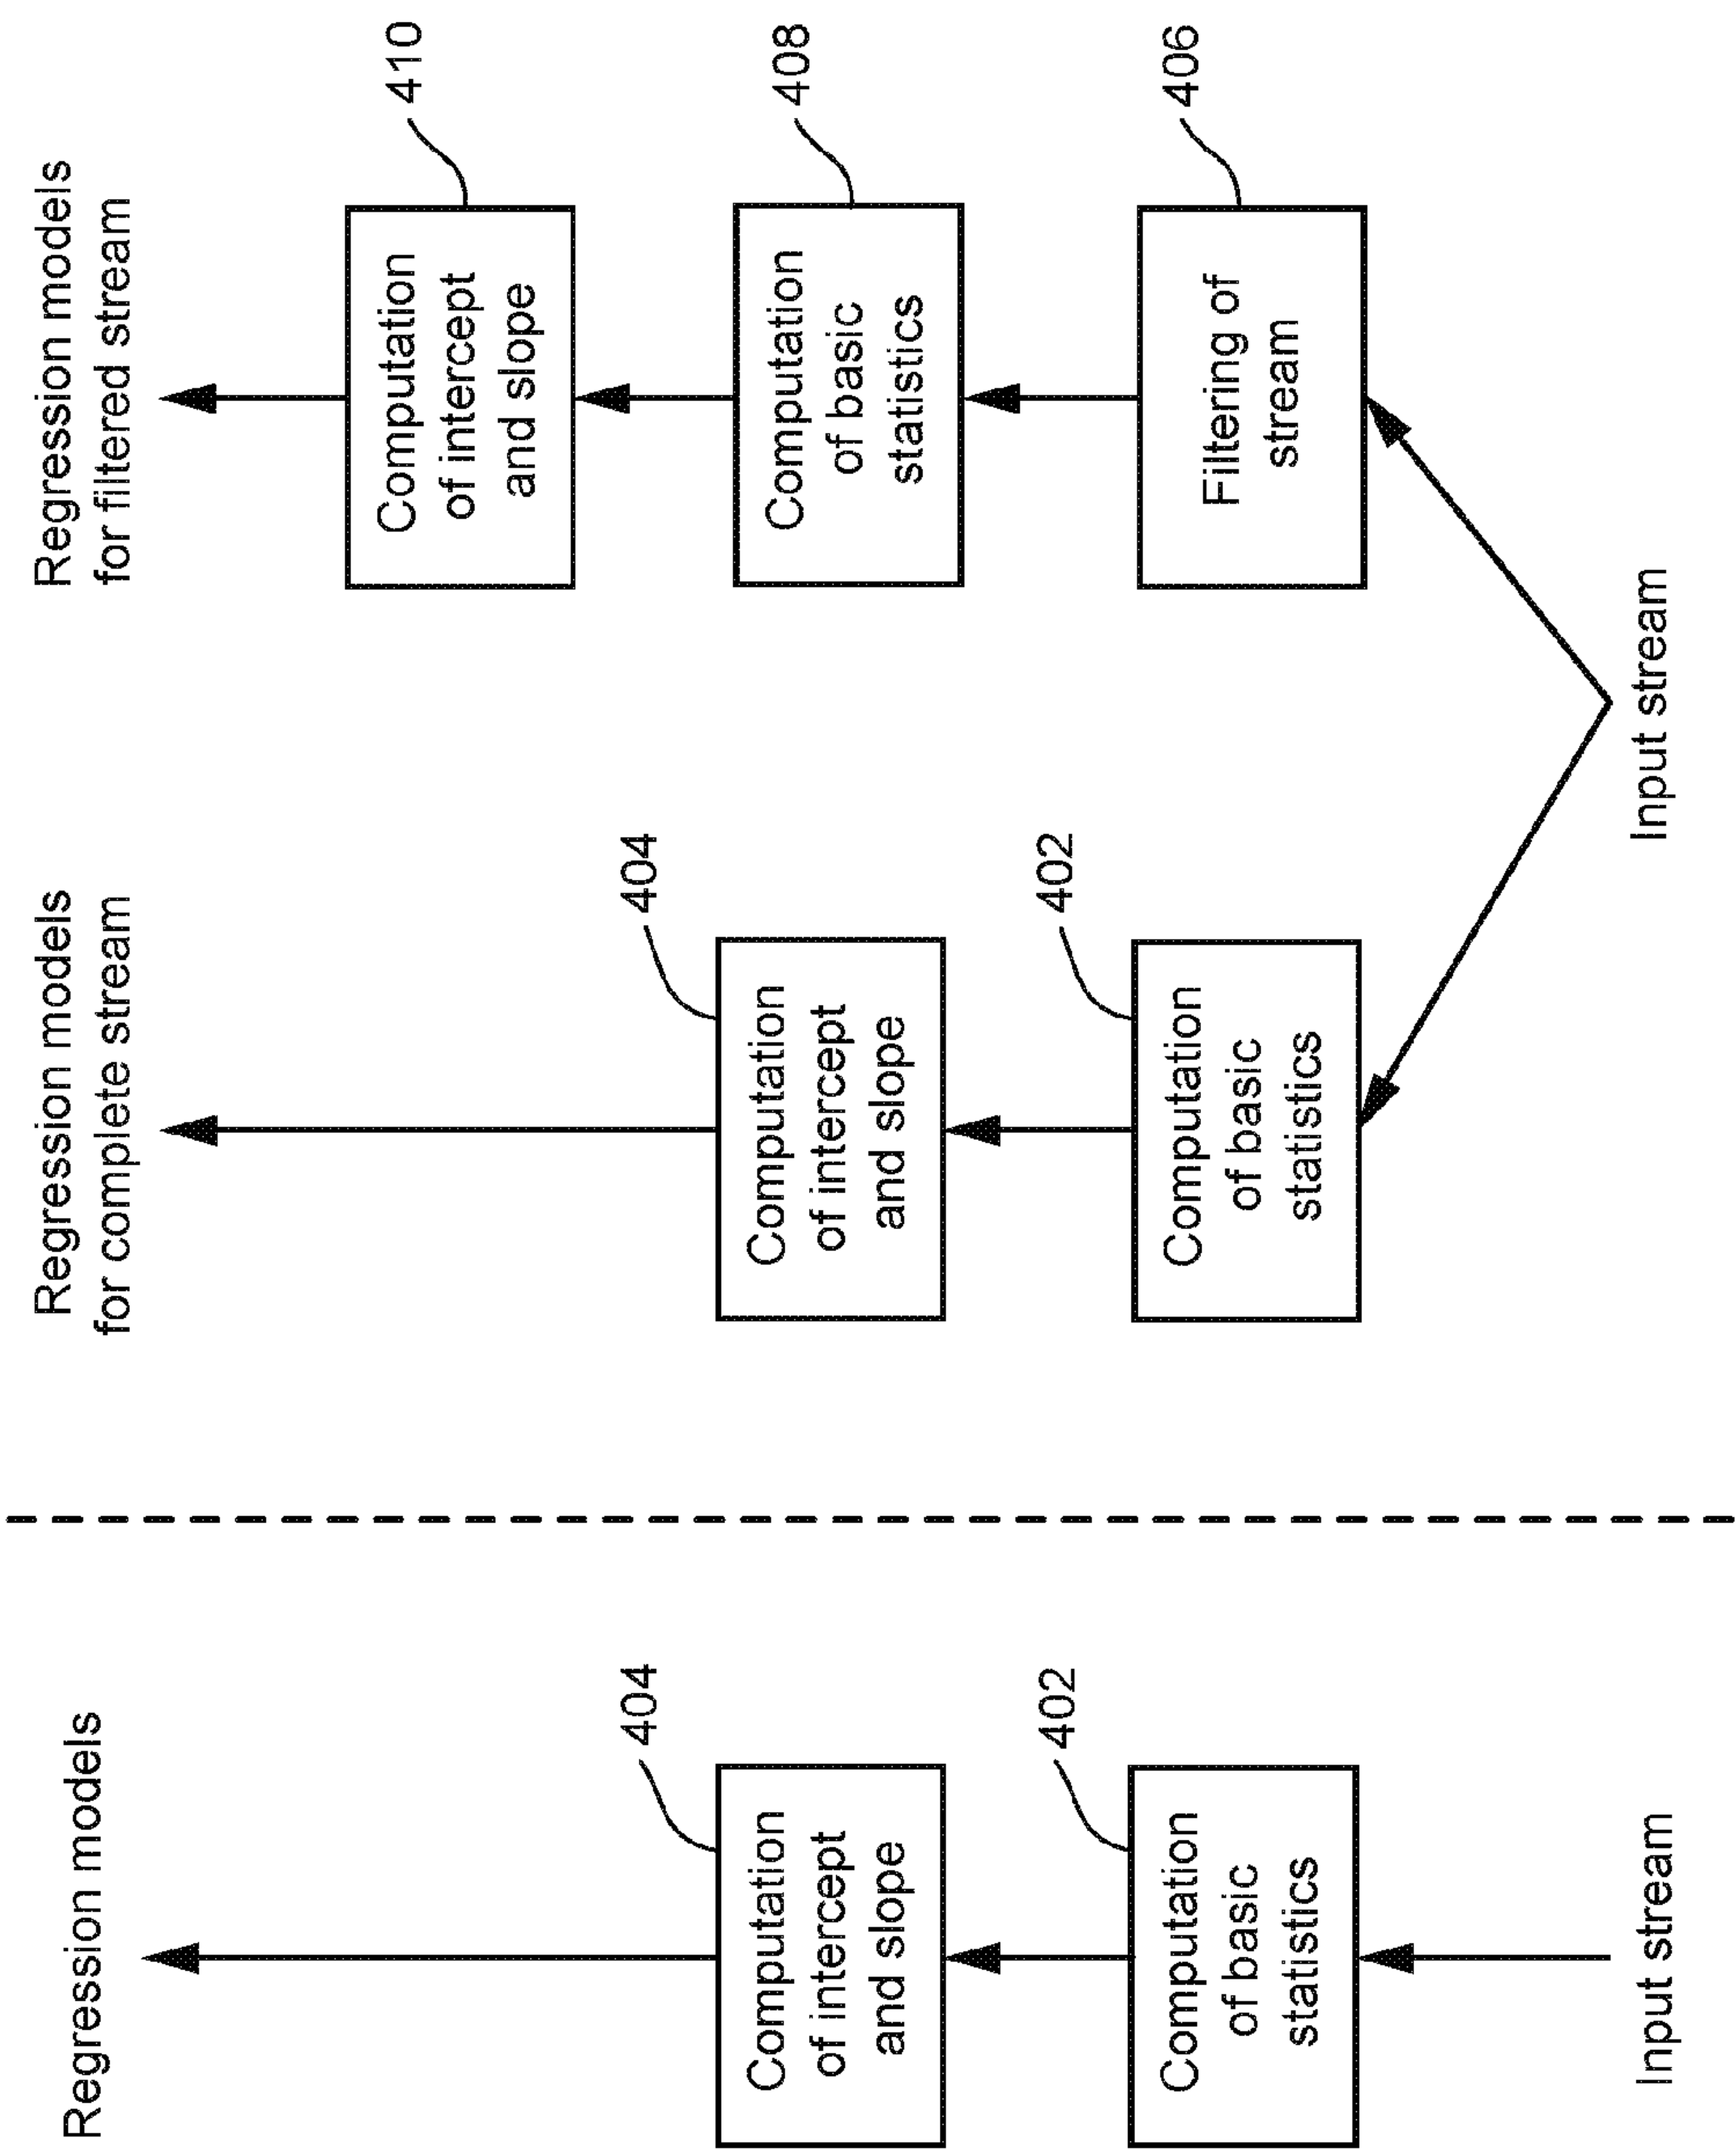 Regression models
404
Computation
of intercept
and slope
402
Computation
of basic
statistics
Input stream
Regression models
for complete stream
404
Computation
of intercept
and slope
402
Computation
of basic
statistics
Regression models
for filtered stream
410
Computation
of intercept
and slope
408
Computation
of basic
statistics
406
Filtering of
stream
Input stream